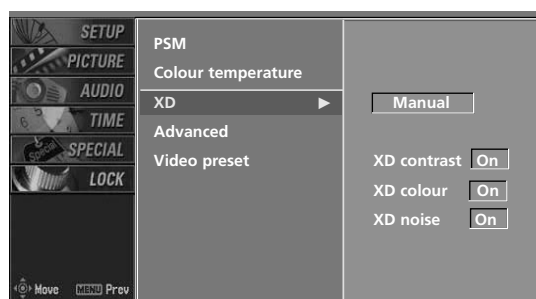 SETUP
PICTURE
AUDIO
TIME
SPECIAL
LOCK
Move MENU Prev
PSM
Colour temperature
XD
Advanced
Video preset
Manual
XD contrast On
XD colour On
XD noise On